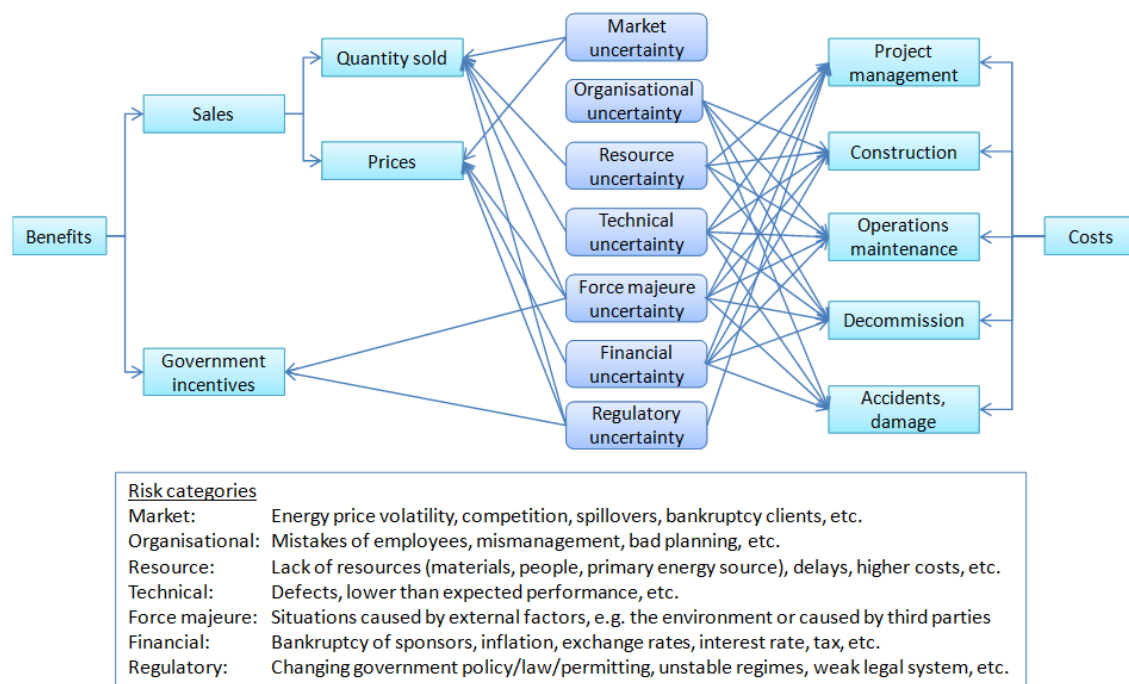 Market
uncertainty
Quantity sold
Project
management
Organisational
uncertainty
Sales
Resource
uncertainty
Prices
Construction
Technical
uncertainty
Operations
maintenance
Benefits
Costs
Force majeure
uncertainty
Decommission
Government
incentives
Financial
uncertainty
Accidents,
damage
Regulatory
uncertainty
Risk categories
Market: Energy price volatility, competition, spillovers, bankruptcy clients, etc.
Organisational: Mistakes of employees, mismanagement, bad planning, etc.
Resource: Lack of resources (materials, people, primary energy source), delays, higher costs, etc.
Technical: Defects, lower than expected performance, etc.
Force majeure: Situations caused by external factors, e.g. the environment or caused by third parties
Financial: Bankruptcy of sponsors, inflation, exchange rates, interest rate, tax, etc.
Regulatory: Changing government policy/law/permitting, unstable regimes, weak legal system, etc.